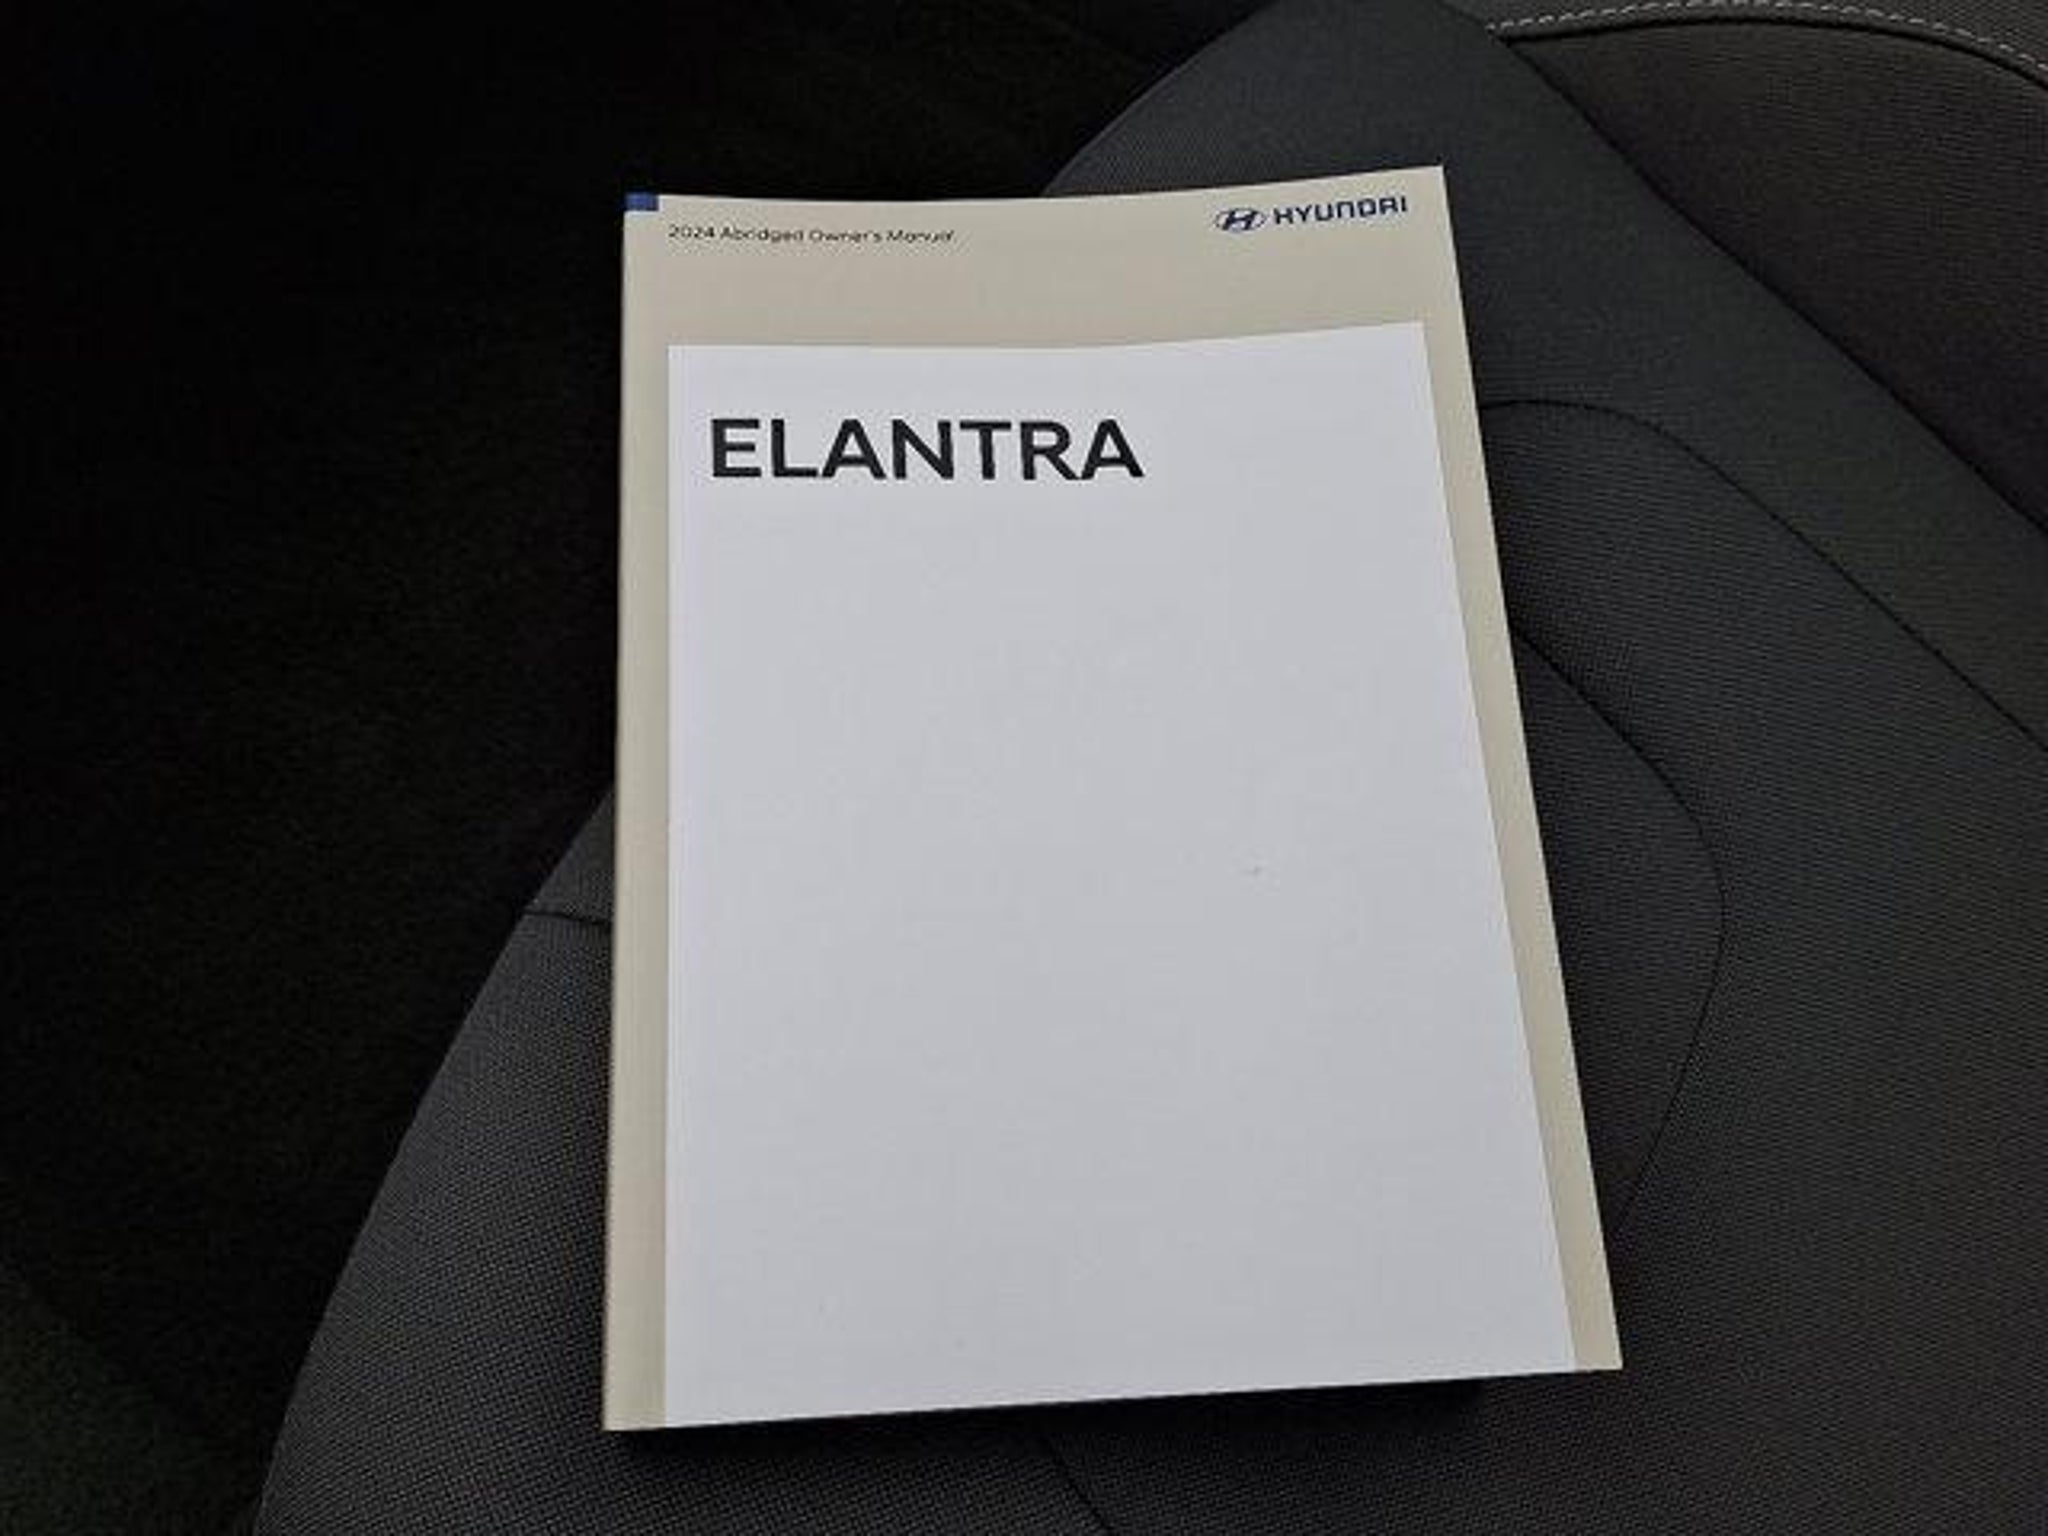 2024 Abridged Owner's Manual
HYUNDAI
ELANTRA